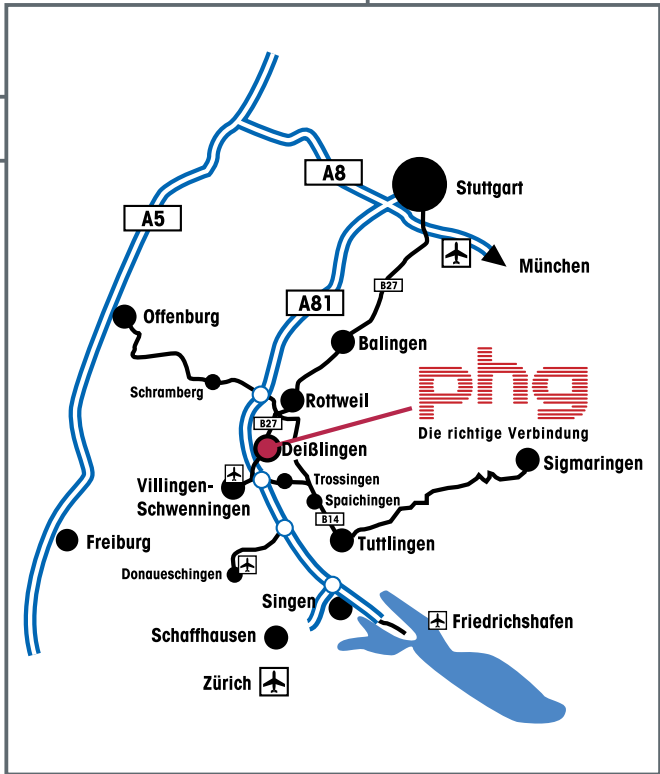 A8
Stuttgart
A5
München
B27
A81
Offenburg
Balingen
phg
Schramberg
Rottweil
B27
Die richtige Verbindung
Deißlingen
Sigmaringen
Villingen-
Schwenningen
Trossingen
Spaichingen
B14
Freiburg
Tuttlingen
Donaueschingen
Singen
Friedrichshafen
Schaffhausen
Zürich